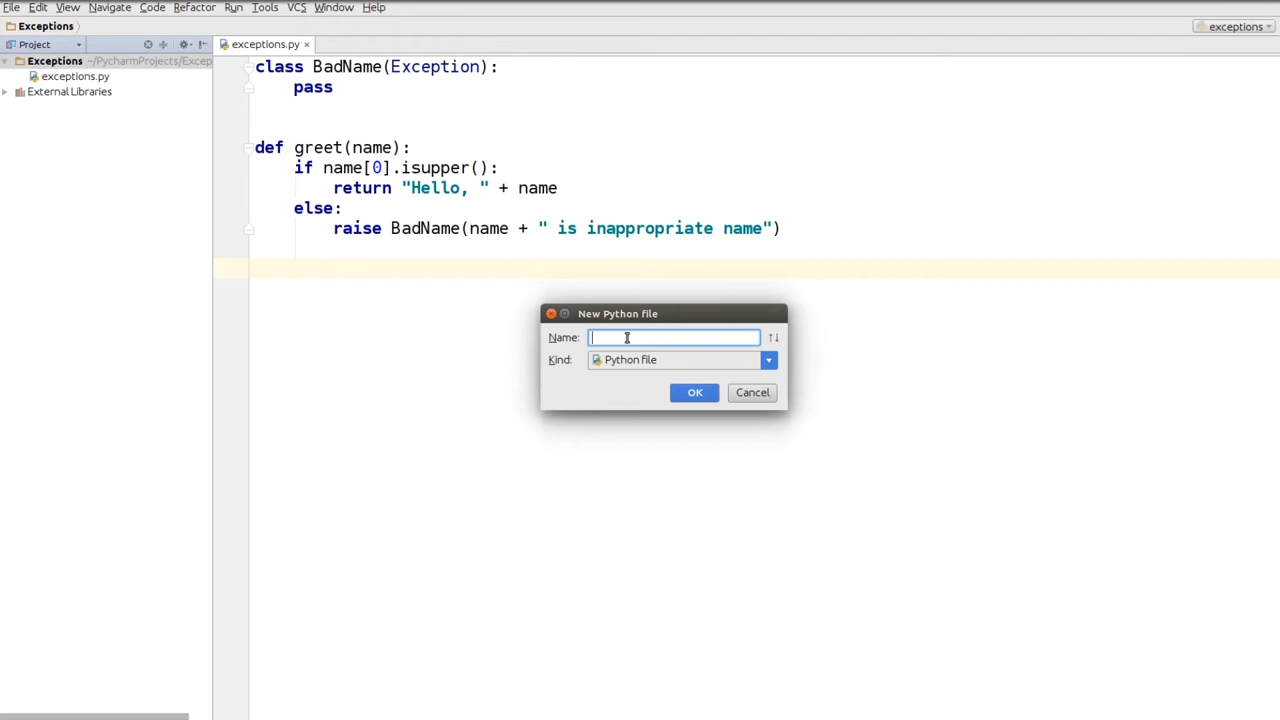 File Edit View Navigate Code Refactor Run Tools VCS Window Help
Exceptions
exceptions
Project
exceptions.py
Exceptions ~/PycharmProjects/Excep
exceptions.py
External Libraries
class BadName(Exception):
pass
def greet(name):
if name[0].isupper():
return "Hello, " + name
else:
raise BadName(name + " is inappropriate name")
New Python file
Name:
Kind: Python file
OK Cancel